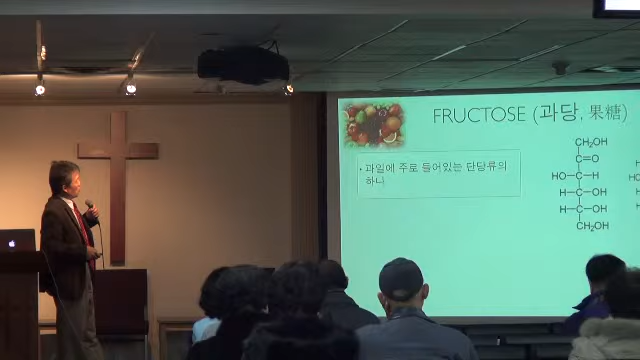 FRUCTOSE (과당, 果糖)
• 과일에 주로 들어있는 단당류의
하나
CH₂OH
C=O
HO-C-H
H-C-OH
H-C-OH
CH₂OH
HO
H